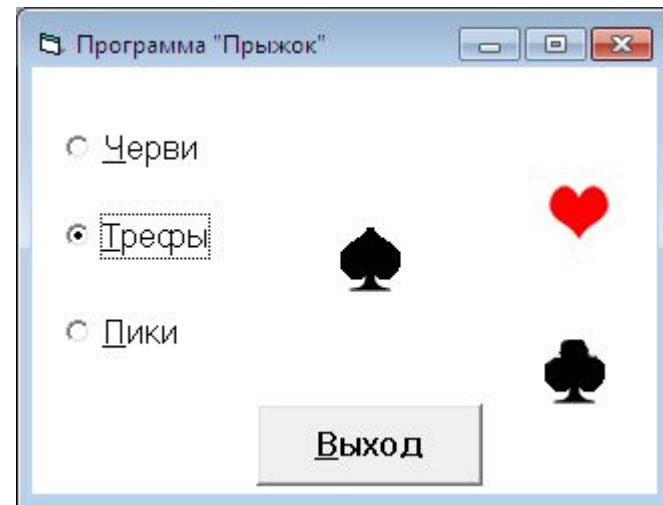 Программа "Прыжок"
Черви
Трефы
Пики
Выход